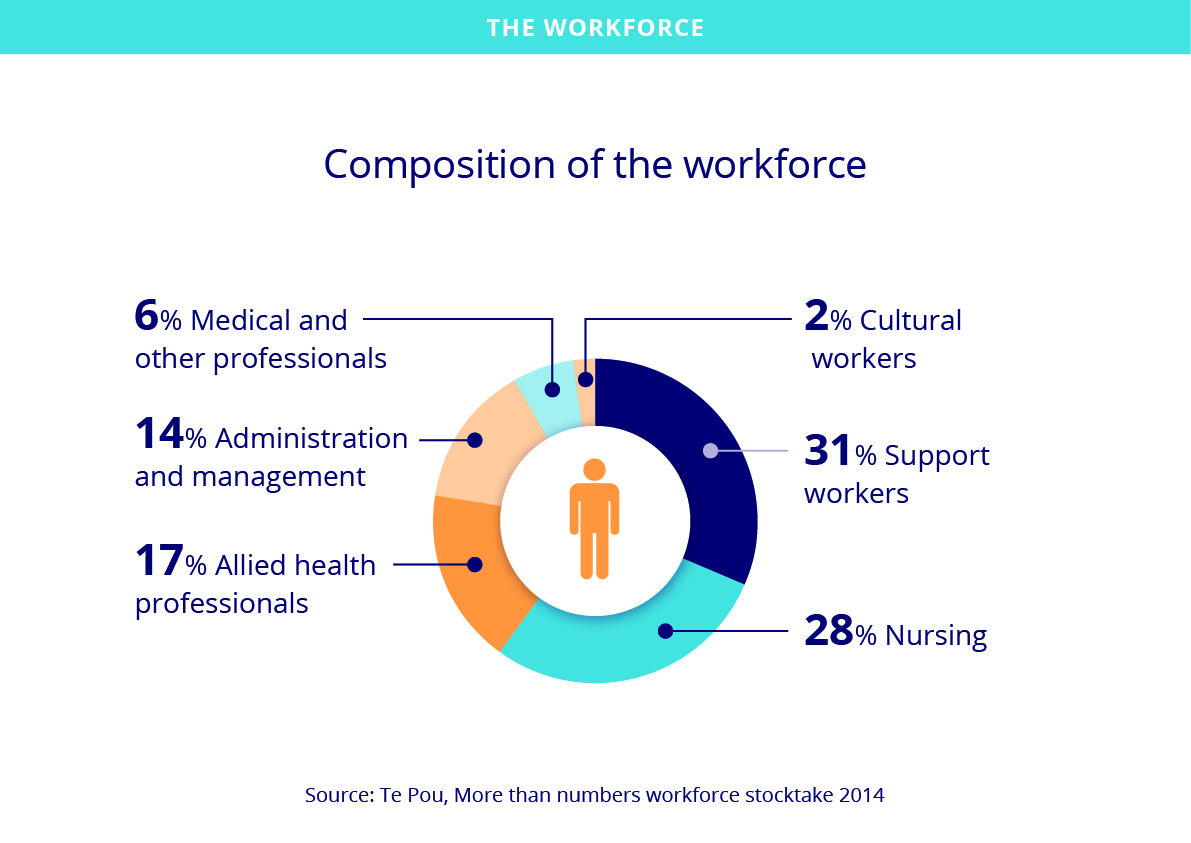 THE WORKFORCE
Composition of the workforce
6% Medical and
other professionals
14% Administration
and management
17% Allied health
professionals
2% Cultural
workers
31% Support
workers
28% Nursing
Source: Te Pou, More than numbers workforce stocktake 2014